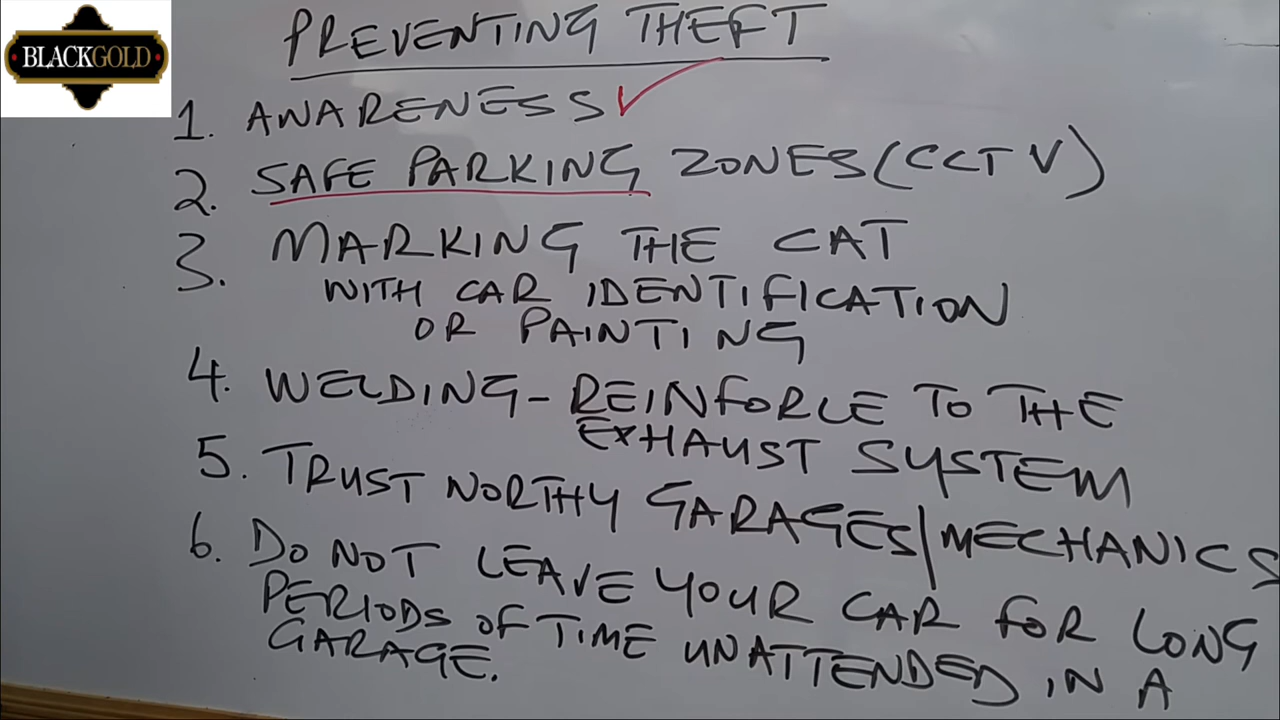 BLACKGOLD
PREVENTING THEFT
1. AWARENESS
2. SAFE PARKING ZONES (CCTV)
3. MARKING THE CAT
WITH CAR IDENTIFICATION
OR PAINTING
4. WELDING - REINFORCE TO THE
EXHAUST SYSTEM
5. TRUST WORTHY GARAGES/MECHANICS
6. DO NOT LEAVE YOUR CAR FOR LONG
PERIODS OF TIME UNATTENDED IN A
GARAGE.